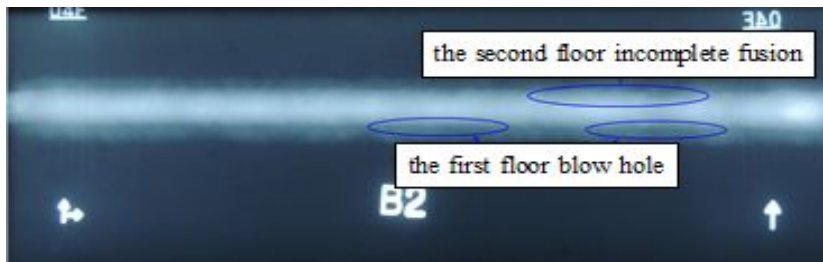 the second floor incomplete fusion
the first floor blow hole
B2